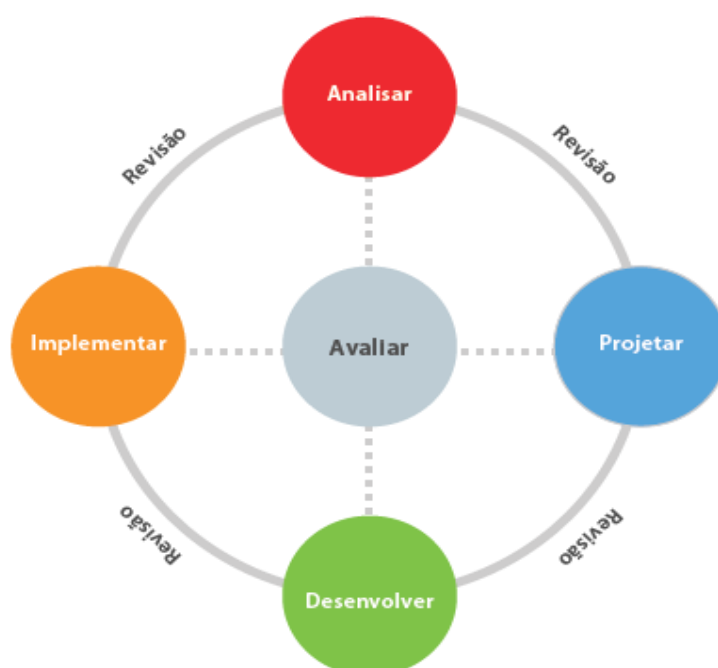 Analisar
Revisão
Revisão
Implementar
Avaliar
Projetar
Revisão
Revisão
Desenvolver